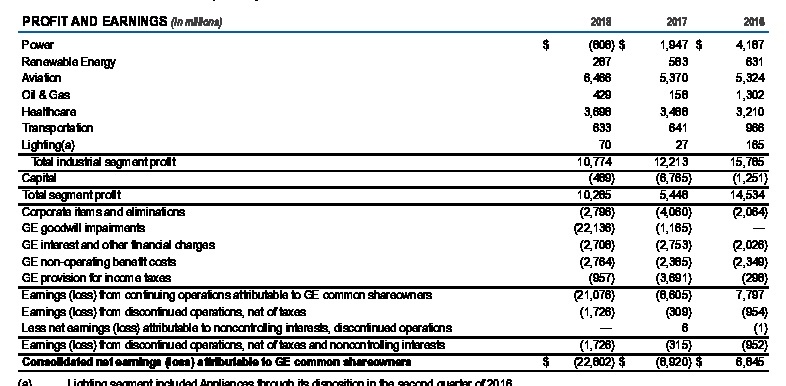 PROFIT AND EARNINGS (In millions) 2018 2017 2016
Power $ (808) $ 1,947 $ 4,187
Renewable Energy 287 583 631
Aviation 6,466 5,370 5,324
Oil & Gas 429 158 1,302
Healthcare 3,698 3,488 3,210
Transportation 633 641 966
Lighting(a) 70 27 165
Total industrial segment profit 10,774 12,213 15,785
Capital (489) (6,765) (1,251)
Total segment profit 10,285 5,448 14,534
Corporate items and eliminations (2,796) (4,060) (2,064)
GE goodwill impairments (22,136) (1,165) —
GE interest and other financial charges (2,708) (2,753) (2,026)
GE non-operating benefit costs (2,764) (2,385) (2,349)
GE provision for income taxes (957) (3,691) (298)
Earnings (loss) from continuing operations attributable to GE common shareowners (21,076) (8,605) 7,797
Earnings (loss) from discontinued operations, net of taxes (1,726) (309) (954)
Less net earnings (loss) attributable to noncontrolling interests, discontinued operations — 6 (1)
Earnings (loss) from discontinued operations, net of taxes and noncontrolling interests (1,726) (315) (952)
Consolidated net earnings (loss) attributable to GE common shareowners $ (22,802) $ (8,920) $ 6,845
(a) Lighting segment included Appliances through its disposition in the second quarter of 2016.